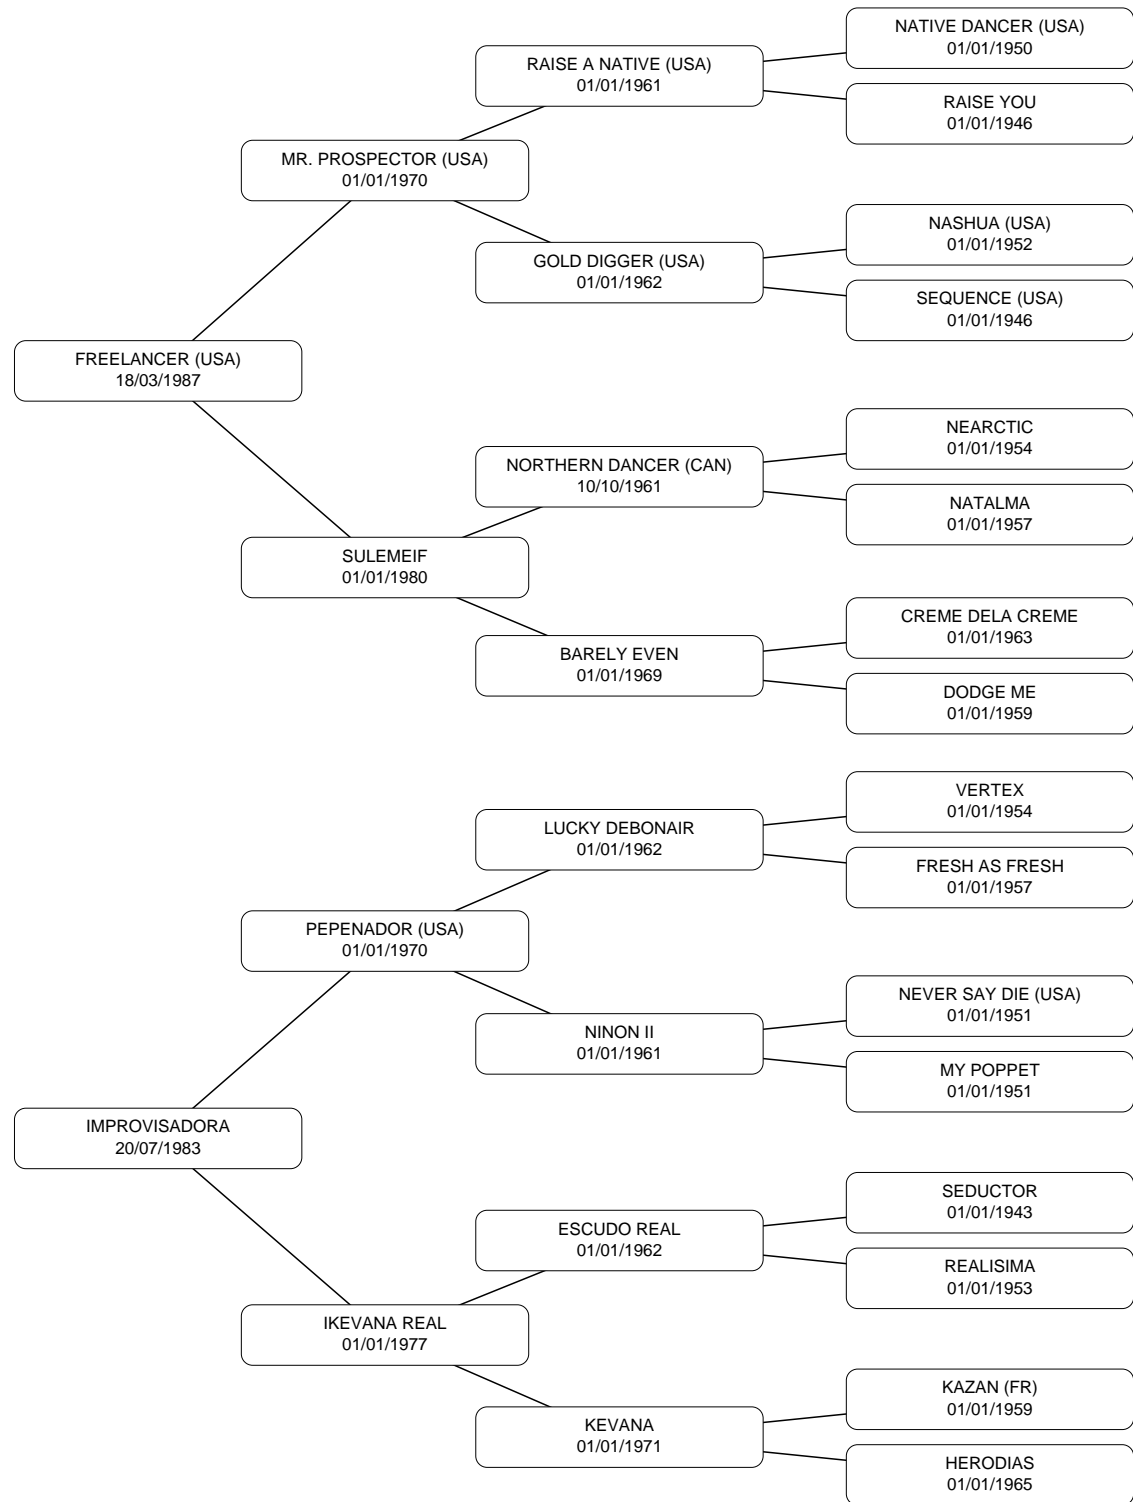 NATIVE DANCER (USA)
01/01/1950
RAISE A NATIVE (USA)
01/01/1961
RAISE YOU
01/01/1946
MR. PROSPECTOR (USA)
01/01/1970
NASHUA (USA)
01/01/1952
GOLD DIGGER (USA)
01/01/1962
SEQUENCE (USA)
01/01/1946
FREELANCER (USA)
18/03/1987
NEARCTIC
01/01/1954
NORTHERN DANCER (CAN)
10/10/1961
NATALMA
01/01/1957
SULEMEIF
01/01/1980
CREME DELA CREME
01/01/1963
BARELY EVEN
01/01/1969
DODGE ME
01/01/1959
VERTEX
01/01/1954
LUCKY DEBONAIR
01/01/1962
FRESH AS FRESH
01/01/1957
PEPENADOR (USA)
01/01/1970
NEVER SAY DIE (USA)
01/01/1951
NINON II
01/01/1961
MY POPPET
01/01/1951
IMPROVISADORA
20/07/1983
SEDUCTOR
01/01/1943
ESCUDO REAL
01/01/1962
REALISIMA
01/01/1953
IKEVANA REAL
01/01/1977
KAZAN (FR)
01/01/1959
KEVANA
01/01/1971
HERODIAS
01/01/1965